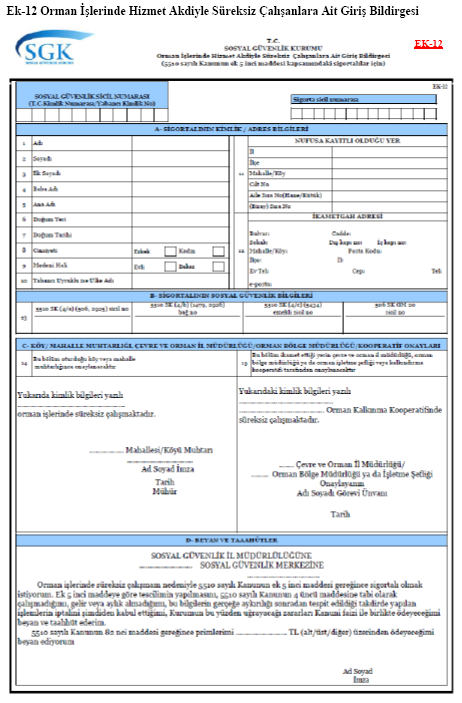 Ek-12 Orman İşlerinde Hizmet Akdiyle Süreksiz Çalışanlara Ait Giriş Bildirgesi
SGK
T.C.
SOSYAL GÜVENLİK KURUMU
Orman İşlerinde Hizmet Akdiyle Süreksiz Çalışanlara Ait Giriş Bildirgesi
(5510 sayılı Kanunun ek 5 inci maddesi kapsamındaki sigortalılar için)
EK-12
EK-12
SOSYAL GÜVENLİK SİCİL NUMARASI
(T.C.Kimlik Numarası/Yabancı Kimlik No)
Sigorta sicil numarası
A- SİGORTALININ KİMLİK / ADRES BİLGİLERİ
1 Adı
2 Soyadı
3 İlk Soyadı
4 Baba Adı
5 Ana Adı
6 Doğum Yeri
7 Doğum Tarihi
8 Cinsiyeti Erkek Kadın
9 Medeni Hali Evli Bekar
10 Yabancı Uyruklu ise Ülke Adı
NUFUSA KAYITLI OLDUĞU YER
İl
İlçe
11 Mahalle/Köy
Cilt No
Aile Sıra No(Hane/Kütük)
(Birey) Sıra No
İKAMETGAH ADRESİ
Bulvar: Cadde:
Sokak: Dış kapı no: İç kapı no:
12 Mahalle/Köy: Posta Kodu:
İlçe: İl:
Ev Tel: Cep: Tel:
e-posta:
B- SİGORTALININ SOSYAL GÜVENLİK BİLGİLERİ
13
5510 SK (4/a) (506, 2925) sicil no
5510 SK (4/b) (1479, 2926) bağ no
5510 SK (4/c) (5434) emekli sicil no
506 SK GM 20 sicil no
C- KÖY/ MAHALLE MUHTARLIĞI, ÇEVRE VE ORMAN İL MÜDÜRLÜĞÜ/ORMAN BÖLGE MÜDÜRLÜĞÜ/KOOPERATİF ONAYLARI
14 Bu bölüm oturduğu köy veya mahalle
muhtarlığınca onaylanacaktır
15 Bu bölüm ikamet ettiği yerin çevre ve orman il müdürlüğü, orman
bölge müdürlüğü ya da orman işletme şefliği veya kalkındırma
kooperatifi tarafından onaylanacaktır
Yukarıda kimlik bilgileri yazılı
..............................................
orman işlerinde süreksiz çalışmaktadır.
............ Mahallesi/Köyü Muhtarı
..............................
Ad Soyad İmza
Tarih
Mühür
Yukarıdaki kimlik bilgileri yazılı
............................ Orman Kalkınma Kooperatifinde
süreksiz çalışmaktadır.
......... Çevre ve Orman İl Müdürlüğü/
......... Orman Bölge Müdürlüğü ya da İşletme Şefliği
Onaylayanın
Adı Soyadı Görevi Ünvanı
Tarih
D- BEYAN VE TAAHHÜTLER
SOSYAL GÜVENLİK İL MÜDÜRLÜĞÜNE
........................ SOSYAL GÜVENLİK MERKEZİNE
Orman işlerinde süreksiz çalışmam nedeniyle 5510 sayılı Kanunun ek 5 inci maddesi gereğince sigortalı olmak
istiyorum. Ek 5 inci maddeye göre tescilimin yapılmasını, 5510 sayılı Kanunun 4 üncü maddesine tabi olarak
çalışmadığımı, gelir veya aylık almadığımı, bu bilgilerin gerçeğe aykırılığı sonradan tespit edildiği takdirde yapılan
işlemlerin iptalini şimdiden kabul ettiğimi, Kurumun bu yüzden uğrayacağı zararları Kanuni faizi ile birlikte ödeyeceğimi
beyan ve taahhüt ederim.
5510 sayılı Kanunun 82 nci maddesi gereğince primlerimi ............... TL (alt/üst/diğer) üzerinden ödeyeceğimi
beyan ediyorum
Ad Soyad
İmza